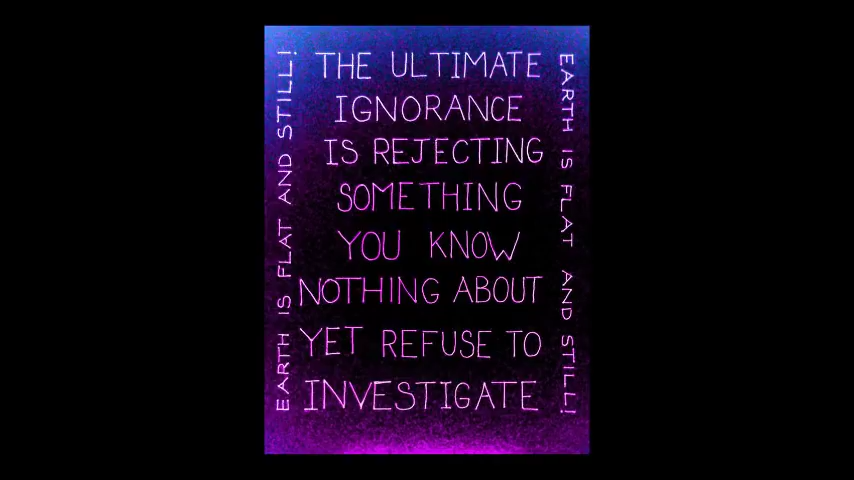 THE ULTIMATE
IGNORANCE
IS REJECTING
SOMETHING
YOU KNOW
NOTHING ABOUT
YET REFUSE TO
INVESTIGATE
EARTH IS FLAT AND STILL!
EARTH IS FLAT AND STILL!